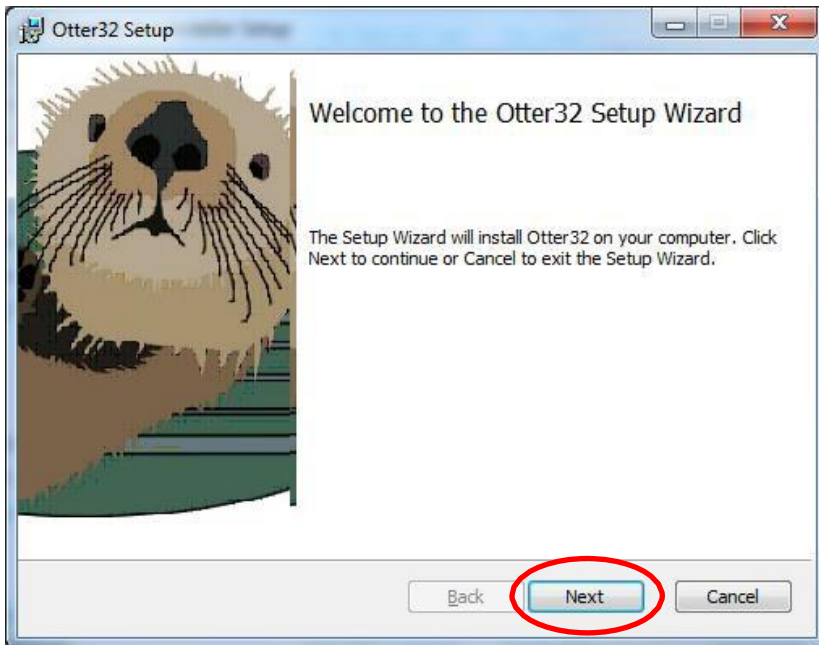 Otter32 Setup
Welcome to the Otter32 Setup Wizard
The Setup Wizard will install Otter32 on your computer. Click
Next to continue or Cancel to exit the Setup Wizard.
Back Next Cancel